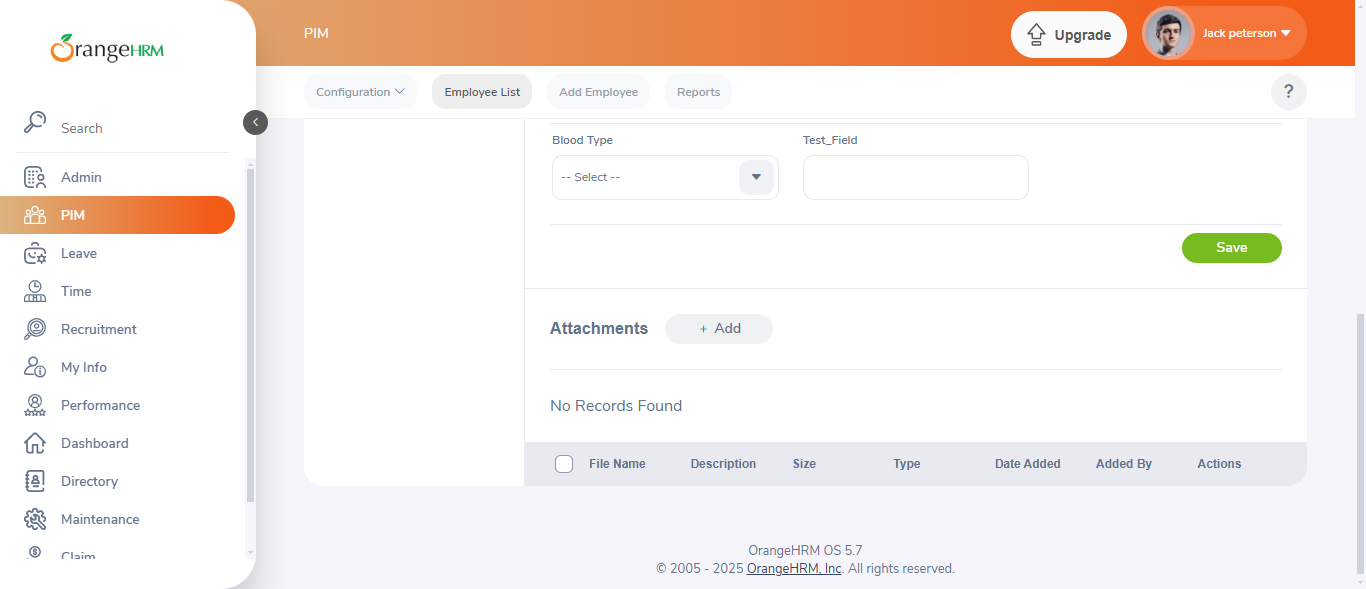 OrangeHRM
PIM
Upgrade
Jack peterson
Configuration
Employee List
Add Employee
Reports
?
Search
Admin
PIM
Leave
Time
Recruitment
My Info
Performance
Dashboard
Directory
Maintenance
Claim
Blood Type
Test_Field
-- Select --
Save
Attachments
+ Add
No Records Found
File Name
Description
Size
Type
Date Added
Added By
Actions
OrangeHRM OS 5.7
© 2005 - 2025 OrangeHRM, Inc. All rights reserved.